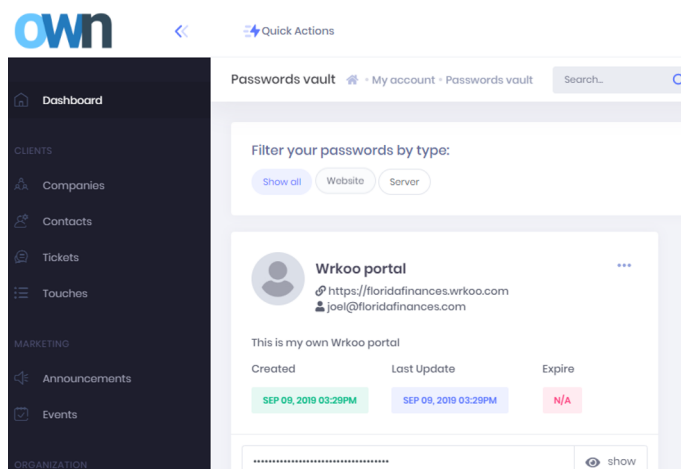 own
Quick Actions
Passwords vault • My account • Passwords vault
Search...
Dashboard
CLIENTS
Companies
Contacts
Tickets
Touches
MARKETING
Announcements
Events
ORGANIZATION
Filter your passwords by type:
Show all Website Server
Wrkoo portal
https://floridafinances.wrkoo.com
joel@floridafinances.com
This is my own Wrkoo portal
Created Last Update Expire
SEP 09, 2019 03:29PM SEP 09, 2019 03:29PM N/A
show